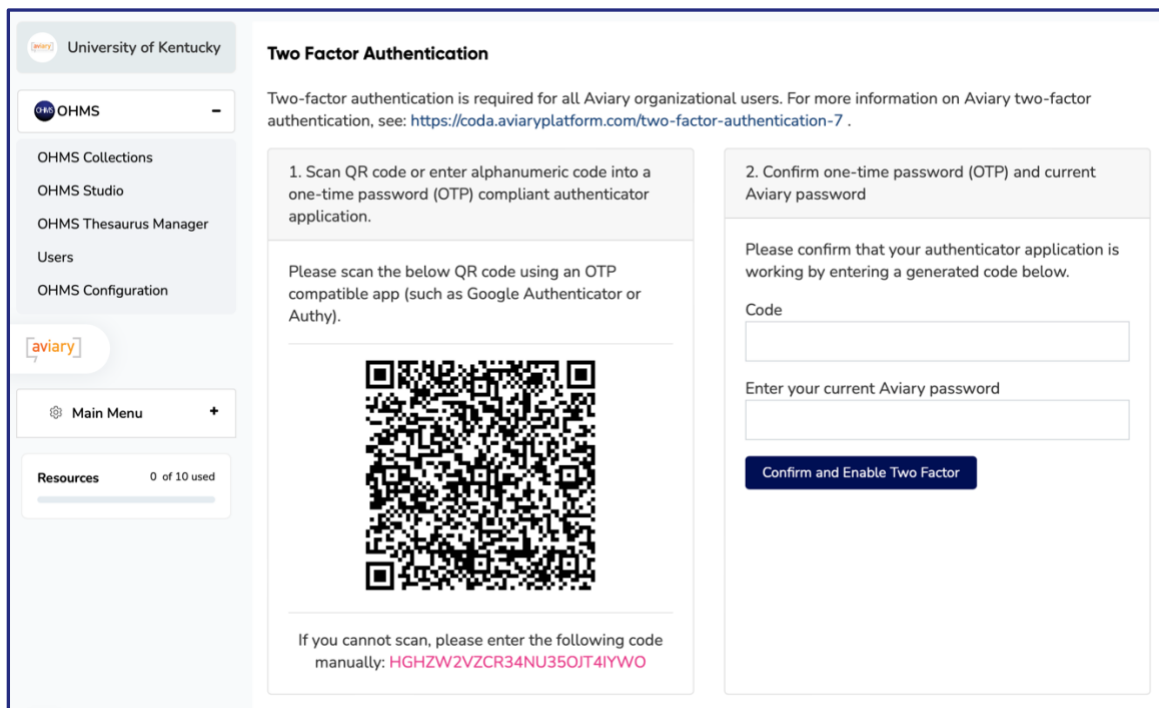 [aviary]
University of Kentucky
OHMS
OHMS
OHMS Collections
OHMS Studio
OHMS Thesaurus Manager
Users
OHMS Configuration
[aviary]
Main Menu
Resources
0 of 10 used
Two Factor Authentication
Two-factor authentication is required for all Aviary organizational users. For more information on Aviary two-factor
authentication, see: https://coda.aviaryplatform.com/two-factor-authentication-7 .
1. Scan QR code or enter alphanumeric code into a
one-time password (OTP) compliant authenticator
application.
Please scan the below QR code using an OTP
compatible app (such as Google Authenticator or
Authy).
If you cannot scan, please enter the following code
manually: HGHZW2VZCR34NU35OJT4IYWO
2. Confirm one-time password (OTP) and current
Aviary password
Please confirm that your authenticator application is
working by entering a generated code below.
Code
Enter your current Aviary password
Confirm and Enable Two Factor